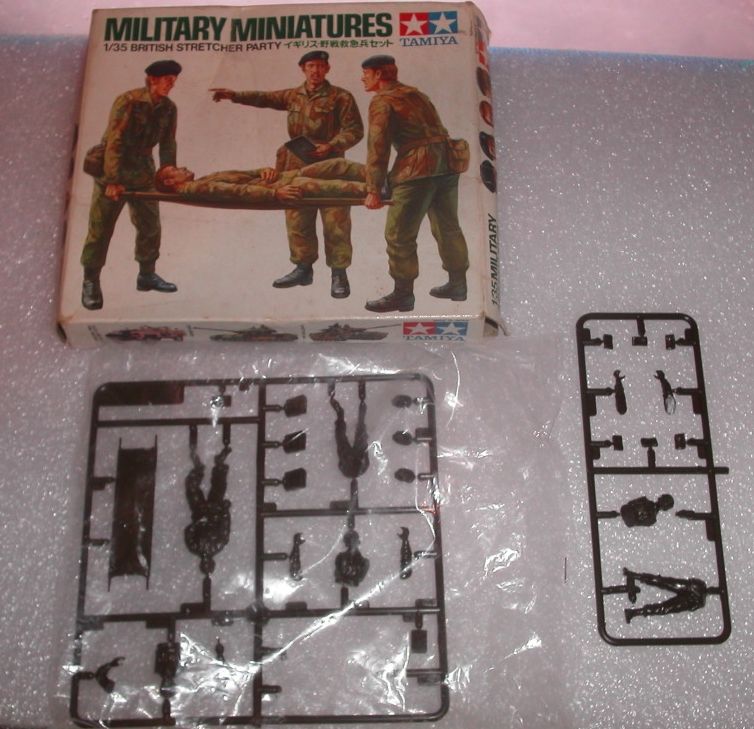 MILITARY MINIATURES
1/35 BRITISH STRETCHER PARTY イギリス・野戦救急兵セット
TAMIYA
1:35 MILITARY
TAMIYA